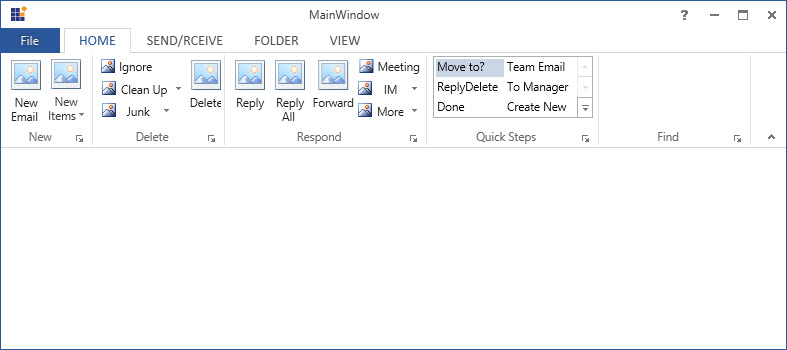 MainWindow
?
File HOME SEND/RCEIVE FOLDER VIEW
New Email
New Items
New
Ignore
Clean Up
Junk
Delete
Delete
Reply
Reply All
Forward
Meeting
IM
More
Respond
Move to? Team Email
ReplyDelete To Manager
Done Create New
Quick Steps
Find